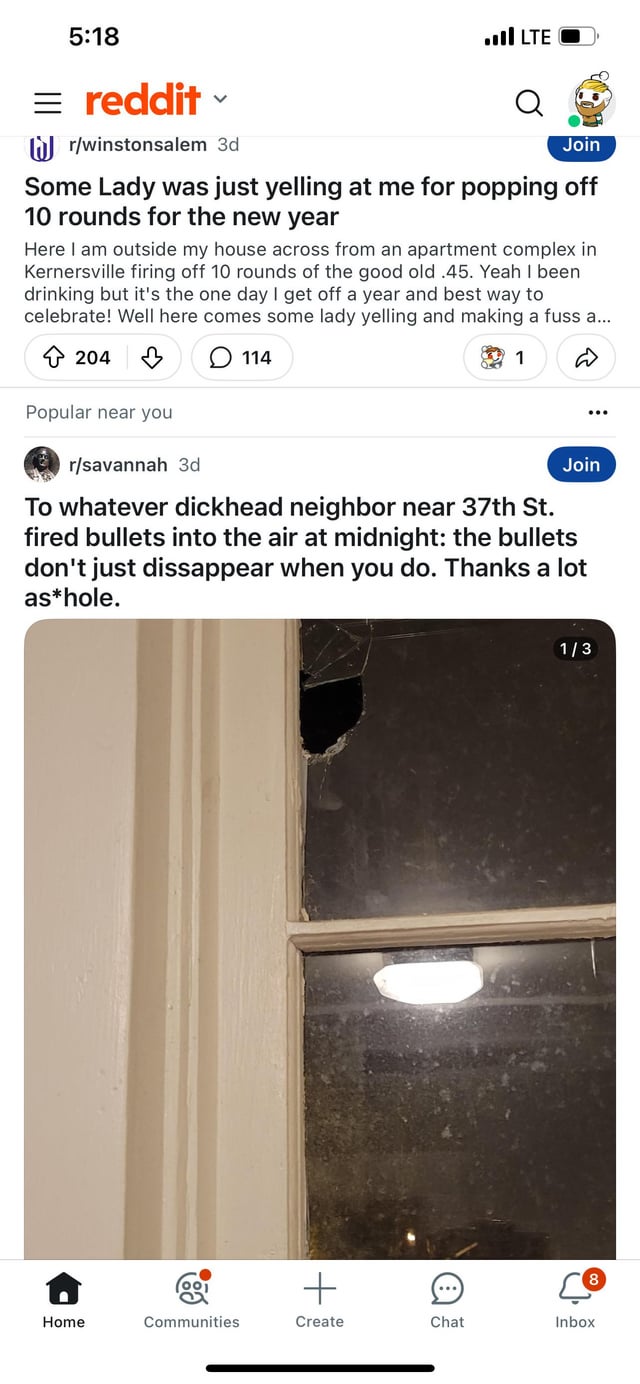 5:18
LTE
reddit
r/winstonsalem 3d
Join
Some Lady was just yelling at me for popping off
10 rounds for the new year
Here I am outside my house across from an apartment complex in
Kernersville firing off 10 rounds of the good old .45. Yeah I been
drinking but it's the one day I get off a year and best way to
celebrate! Well here comes some lady yelling and making a fuss a...
204
114
1
Popular near you
r/savannah 3d
Join
To whatever dickhead neighbor near 37th St.
fired bullets into the air at midnight: the bullets
don't just dissappear when you do. Thanks a lot
as*hole.
1/3
8
Home
Communities
Create
Chat
Inbox